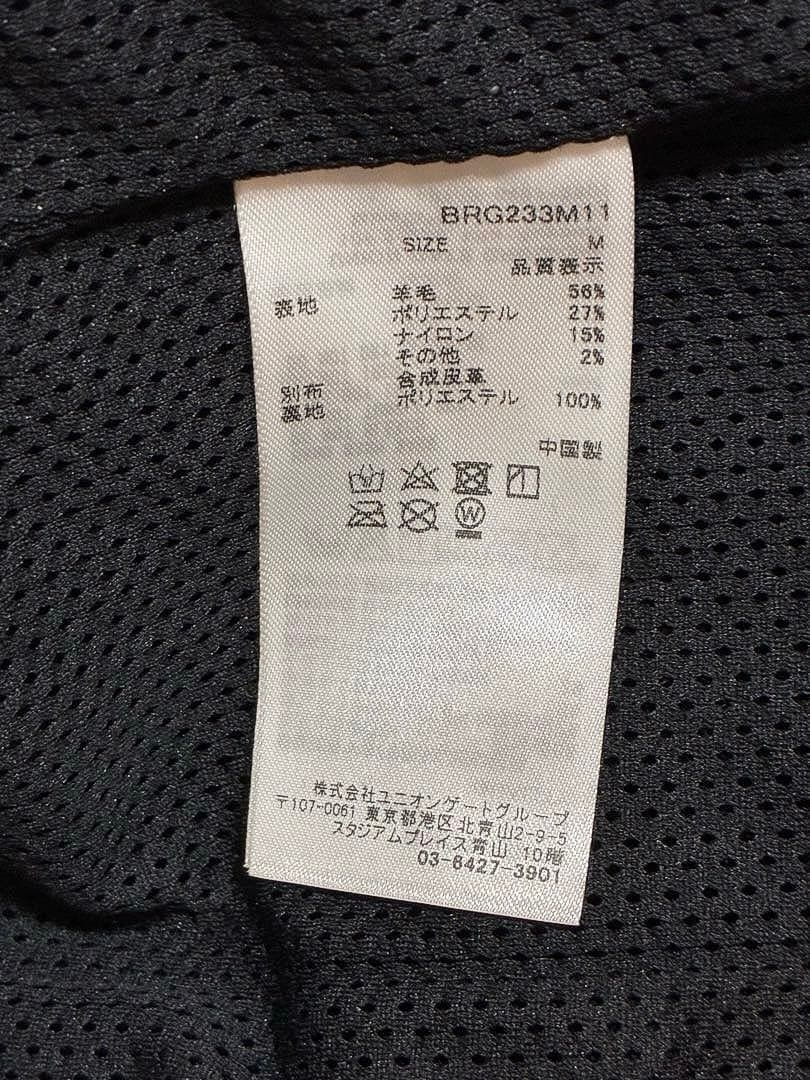 BRG233M11
SIZE M
品質表示
表地 羊毛 56%
ポリエステル 27%
ナイロン 15%
その他 2%
別布 合成皮革
裏地 ポリエステル 100%
中国製
W
株式会社ユニオンゲートグループ
〒107-0061 東京都港区北青山2-9-5
スタジアムプレイス青山 10階
03-6427-3901